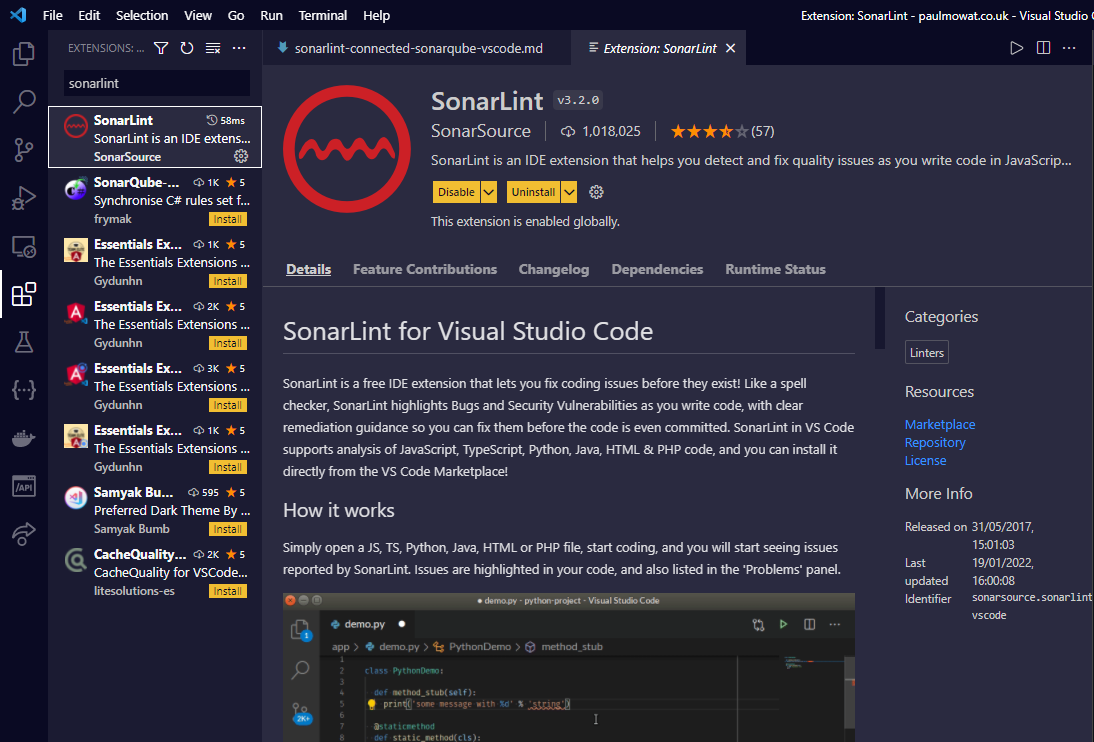 File Edit Selection View Go Run Terminal Help
Extension: SonarLint - paulmowat.co.uk - Visual Studio
EXTENSIONS: ...
sonarlint-connected-sonarqube-vscode.md
Extension: SonarLint
sonarlint
SonarLint 58ms
SonarLint is an IDE extens...
SonarSource
SonarQube-... 1K 5
Synchronise C# rules set f...
frymak Install
Essentials Ex... 1K 5
The Essentials Extensions ...
Gydunhn Install
Essentials Ex... 2K 5
The Essentials Extensions ...
Gydunhn Install
Essentials Ex... 3K 5
The Essentials Extensions ...
Gydunhn Install
Essentials Ex... 1K 5
The Essentials Extensions ...
Gydunhn Install
Samyak Bu... 595 5
Preferred Dark Theme By ...
Samyak Bumb Install
CacheQuality... 2K 5
CacheQuality for VSCode...
litesolutions-es Install
API
SonarLint v3.2.0
SonarSource 1,018,025 (57)
SonarLint is an IDE extension that helps you detect and fix quality issues as you write code in JavaScrip...
Disable Uninstall
This extension is enabled globally.
Details Feature Contributions Changelog Dependencies Runtime Status
SonarLint for Visual Studio Code
SonarLint is a free IDE extension that lets you fix coding issues before they exist! Like a spell
checker, SonarLint highlights Bugs and Security Vulnerabilities as you write code, with clear
remediation guidance so you can fix them before the code is even committed. SonarLint in VS Code
supports analysis of JavaScript, TypeScript, Python, Java, HTML & PHP code, and you can install it
directly from the VS Code Marketplace!
How it works
Simply open a JS, TS, Python, Java, HTML or PHP file, start coding, and you will start seeing issues
reported by SonarLint. Issues are highlighted in your code, and also listed in the 'Problems' panel.
demo.py - python-project - Visual Studio Code
1
demo.py
app > demo.py > PythonDemo > method_stub
1
2 class PythonDemo:
3
4 def method_stub(self):
5 print('some message with %d' % 'string')
6
7 @staticmethod
8 def static_method(cls):
2K+
Categories
Linters
Resources
Marketplace
Repository
License
More Info
Released on 31/05/2017,
15:01:03
Last 19/01/2022,
updated 16:00:08
Identifier sonarsource.sonarlint
vscode